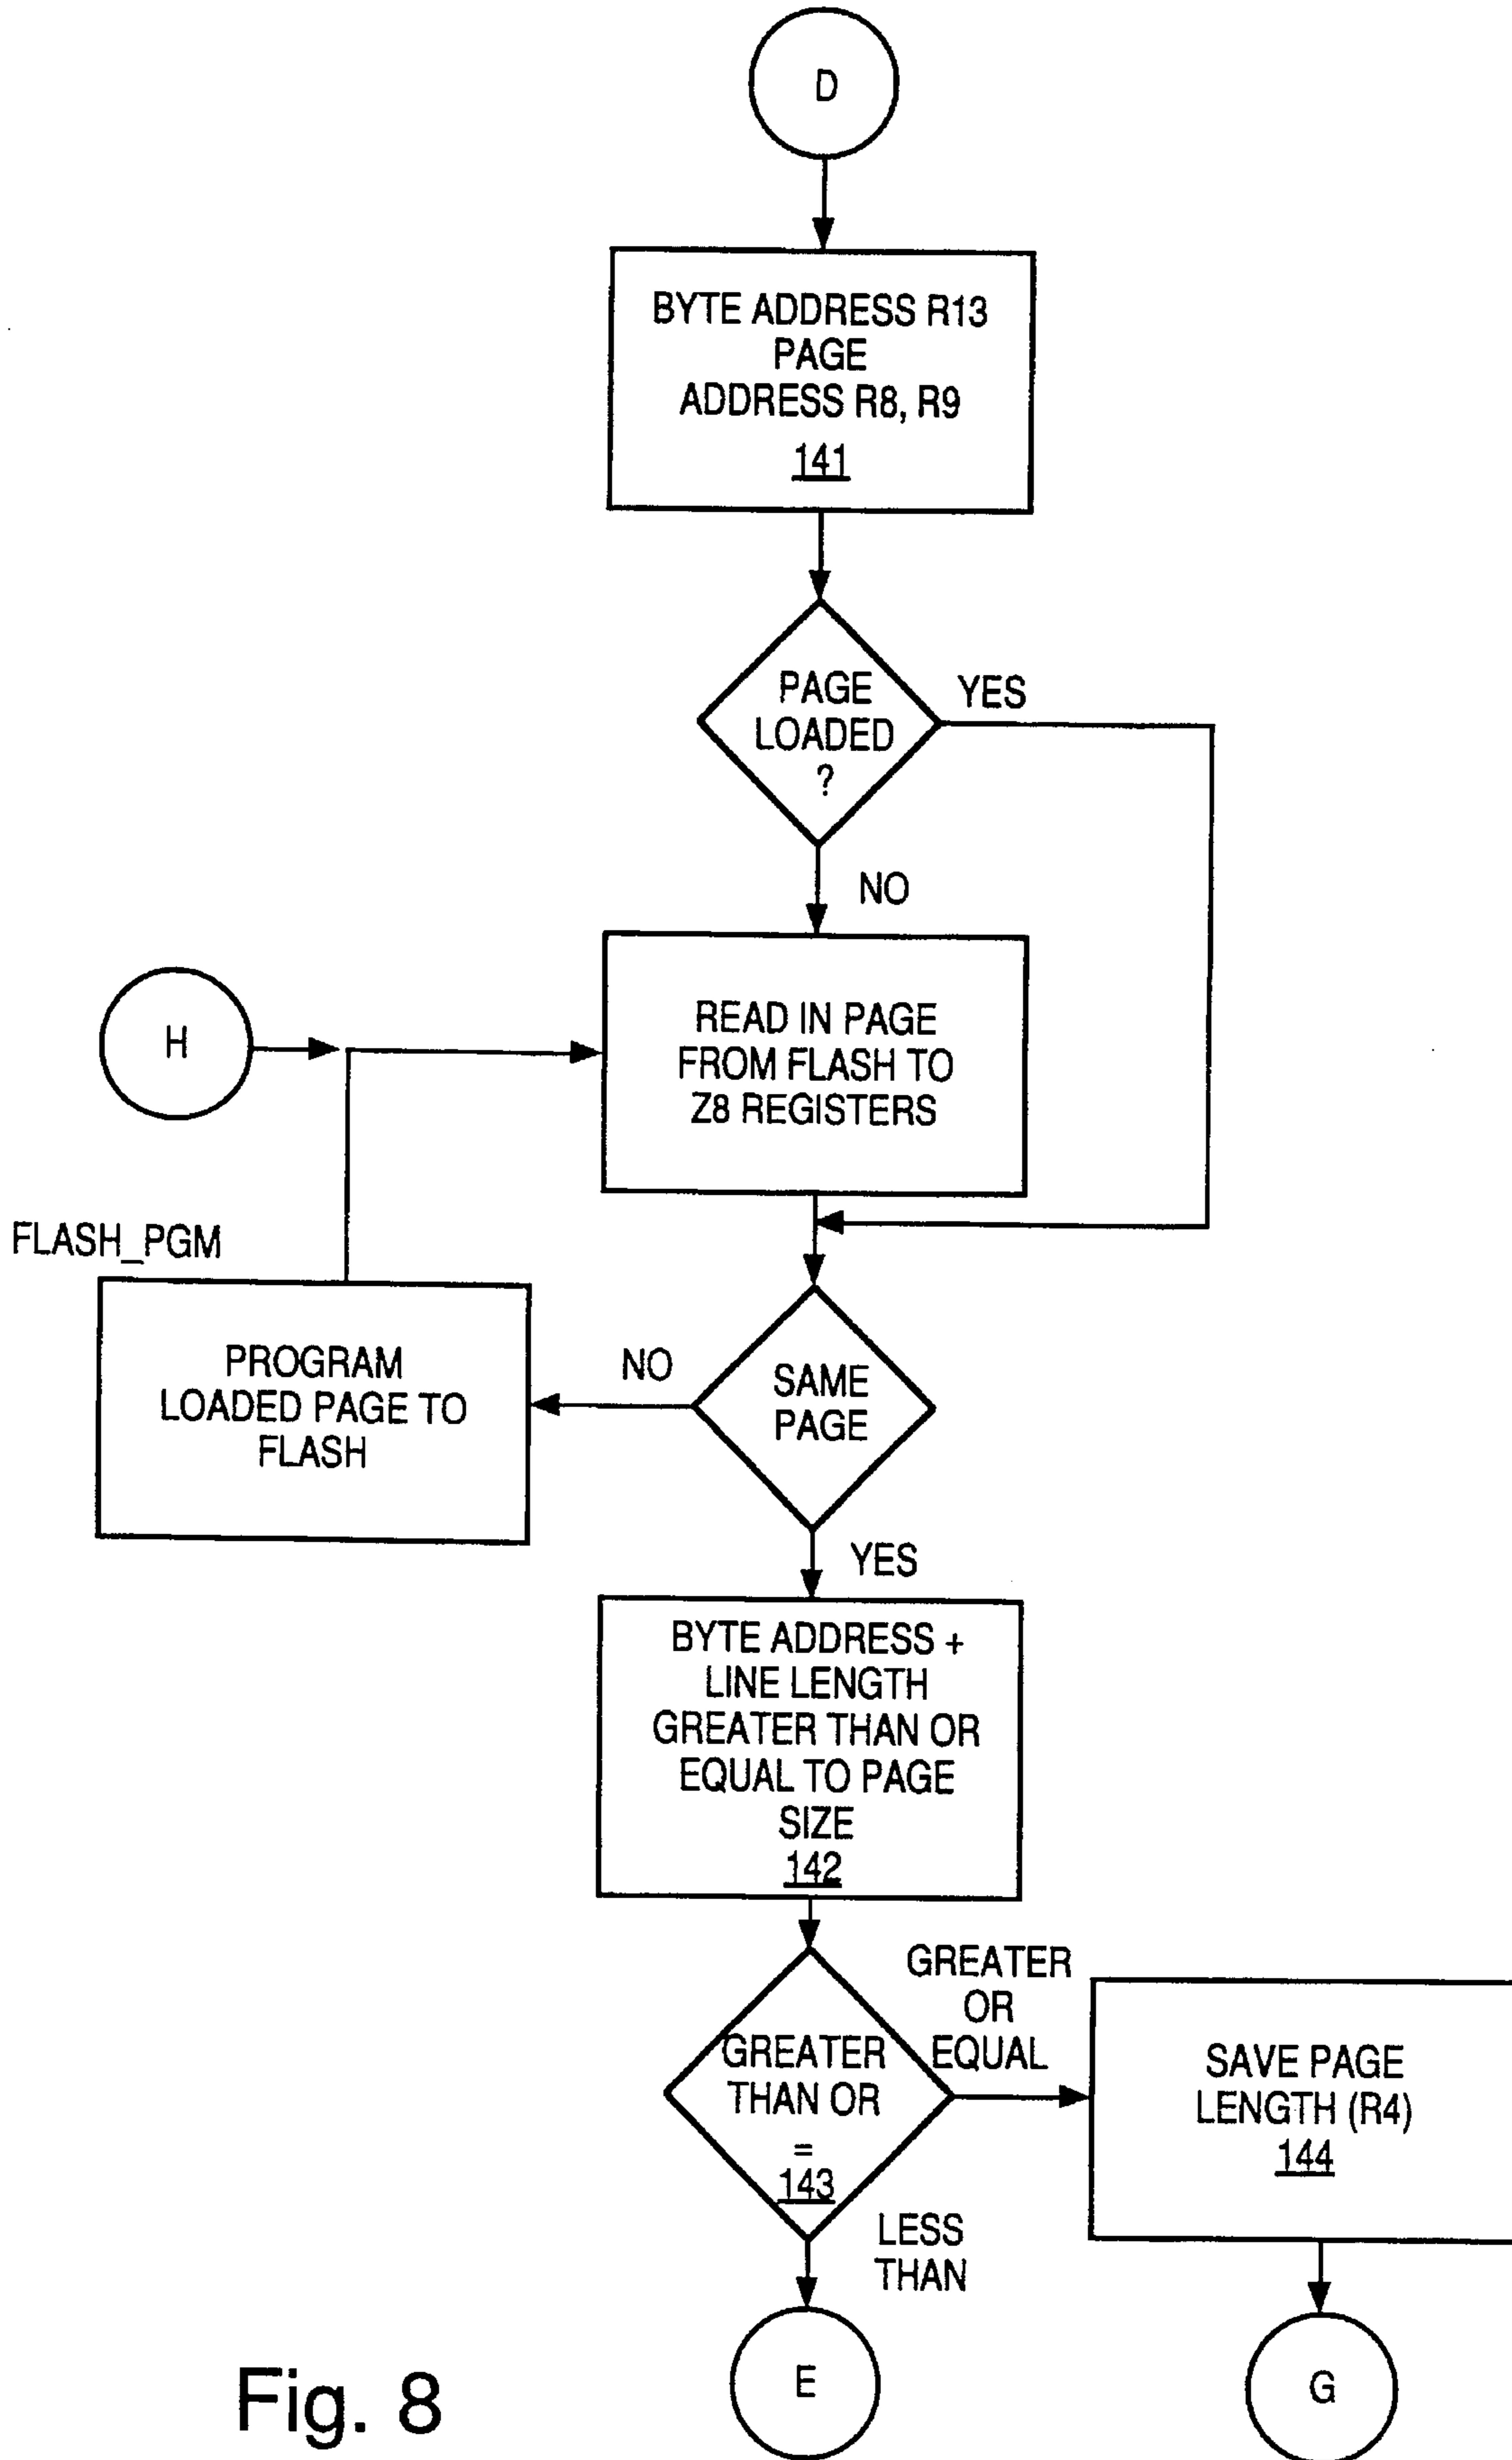 D
BYTE ADDRESS R13
PAGE
ADDRESS R8, R9
141
PAGE
LOADED
?
YES
NO
H
READ IN PAGE
FROM FLASH TO
Z8 REGISTERS
FLASH_PGM
PROGRAM
LOADED PAGE TO
FLASH
NO
SAME
PAGE
YES
BYTE ADDRESS +
LINE LENGTH
GREATER THAN OR
EQUAL TO PAGE
SIZE
142
GREATER
THAN OR
=
143
GREATER
OR
EQUAL
SAVE PAGE
LENGTH (R4)
144
LESS
THAN
E
G
Fig. 8